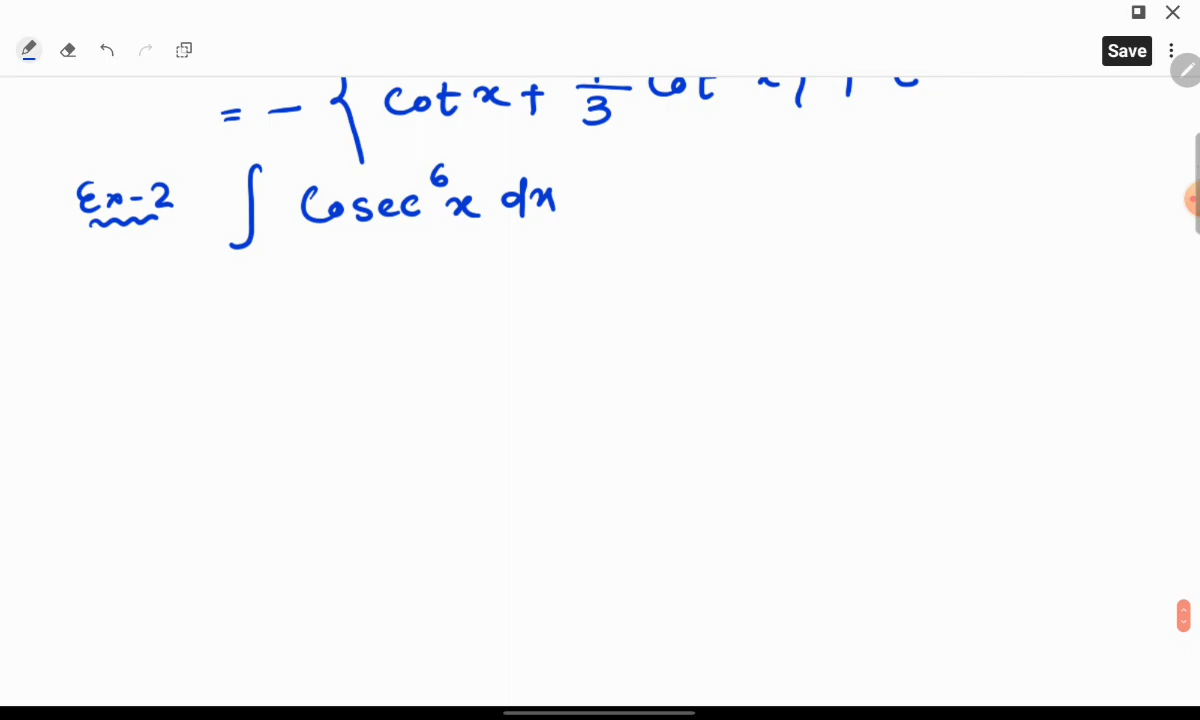 Save
= - { cot x + 1/3 cot
Ex-2 ∫ Cosec⁶x dx